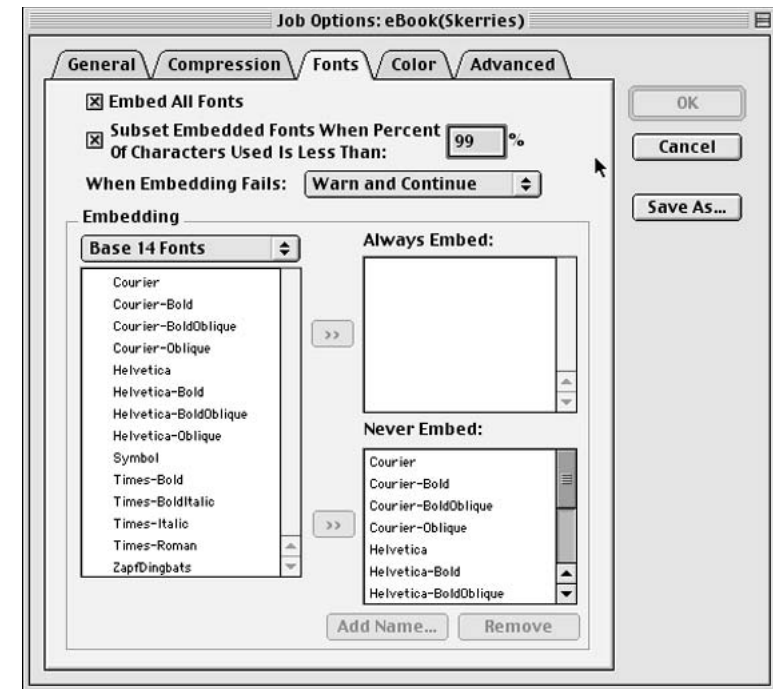 Job Options: eBook(Skerries)
General
Compression
Fonts
Color
Advanced
Embed All Fonts
Subset Embedded Fonts When Percent
Of Characters Used Is Less Than:
99
%
When Embedding Fails:
Warn and Continue
OK
Cancel
Save As...
Embedding
Base 14 Fonts
Courier
Courier-Bold
Courier-BoldOblique
Courier-Oblique
Helvetica
Helvetica-Bold
Helvetica-BoldOblique
Helvetica-Oblique
Symbol
Times-Bold
Times-BoldItalic
Times-Italic
Times-Roman
ZapfDingbats
>>
>>
Always Embed:
Never Embed:
Courier
Courier-Bold
Courier-BoldOblique
Courier-Oblique
Helvetica
Helvetica-Bold
Helvetica-BoldOblique
Add Name...
Remove